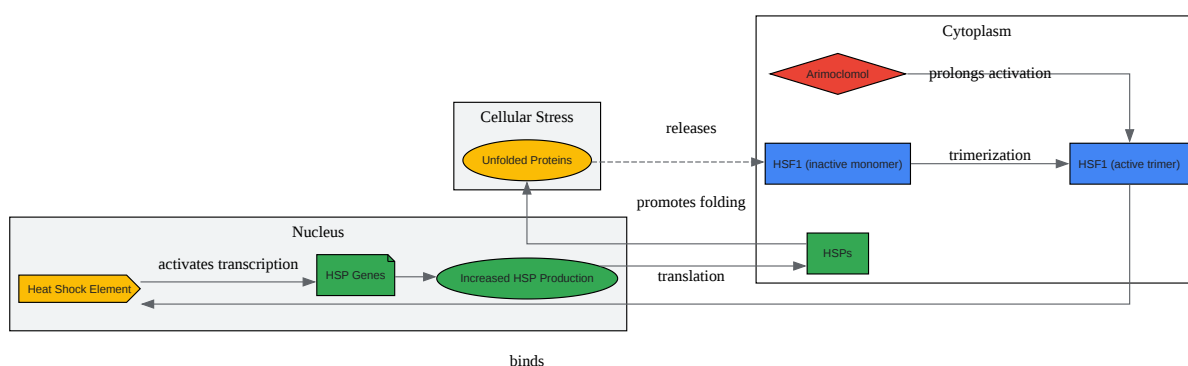 Cytoplasm
Arimoclomol
prolongs activation
Cellular Stress
Unfolded Proteins
releases
HSF1 (inactive monomer)
trimerization
HSF1 (active trimer)
promotes folding
Nucleus
HSPs
Heat Shock Element
activates transcription
HSP Genes
Increased HSP Production
translation
binds